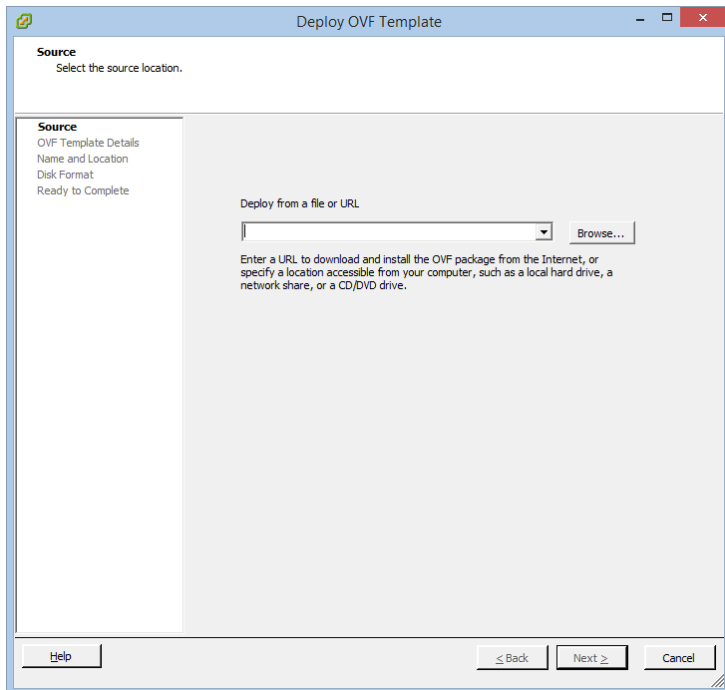 Deploy OVF Template
Source
Select the source location.
Source
OVF Template Details
Name and Location
Disk Format
Ready to Complete
Deploy from a file or URL
Browse...
Enter a URL to download and install the OVF package from the Internet, or
specify a location accessible from your computer, such as a local hard drive, a
network share, or a CD/DVD drive.
Help
< Back
Next >
Cancel